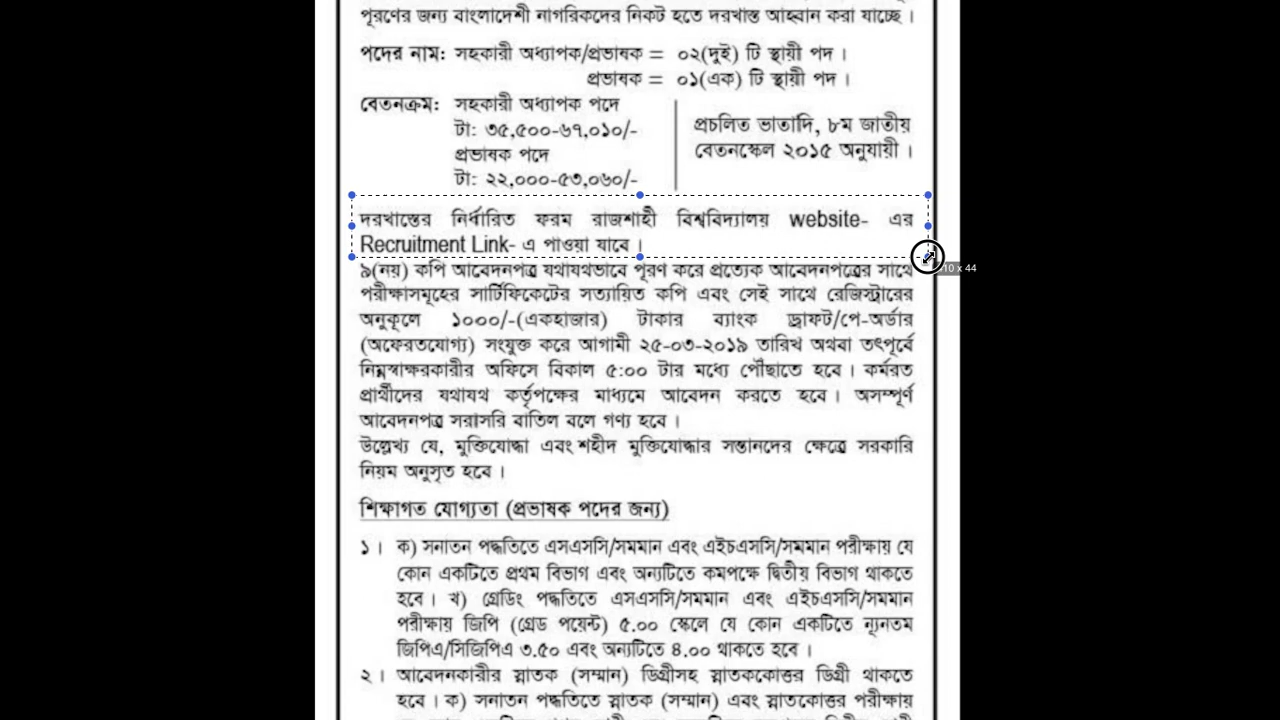 পূরণের জন্য বাংলাদেশী নাগরিকদের নিকট হতে দরখাস্ত আহ্বান করা যাচ্ছে।
পদের নাম: সহকারী অধ্যাপক/প্রভাষক = ০২(দুই) টি স্থায়ী পদ।
প্রভাষক = ০১(এক) টি স্থায়ী পদ।
বেতনক্রম: সহকারী অধ্যাপক পদে
টা: ৩৫,৫০০-৬৭,০১০/-
প্রভাষক পদে
টা: ২২,০০০-৫৩,০৬০/-
প্রচলিত ভাতাদি, ৮ম জাতীয়
বেতনস্কেল ২০১৫ অনুযায়ী।
দরখাস্তের নির্ধারিত ফরম রাজশাহী বিশ্ববিদ্যালয় website- এর
Recruitment Link- এ পাওয়া যাবে।
10 x 44
৯(নয়) কপি আবেদনপত্র যথাযথভাবে পূরণ করে প্রত্যেক আবেদনপত্রের সাথে
পরীক্ষাসমূহের সার্টিফিকেটের সত্যায়িত কপি এবং সেই সাথে রেজিস্ট্রারের
অনুকূলে ১০০০/-(একহাজার) টাকার ব্যাংক ড্রাফট/পে-অর্ডার
(অফেরতযোগ্য) সংযুক্ত করে আগামী ২৫-০৩-২০১৯ তারিখ অথবা তৎপূর্বে
নিম্নস্বাক্ষরকারীর অফিসে বিকাল ৫:০০ টার মধ্যে পৌঁছাতে হবে। কর্মরত
প্রার্থীদের যথাযথ কর্তৃপক্ষের মাধ্যমে আবেদন করতে হবে। অসম্পূর্ণ
আবেদনপত্র সরাসরি বাতিল বলে গণ্য হবে।
উল্লেখ্য যে, মুক্তিযোদ্ধা এবং শহীদ মুক্তিযোদ্ধার সন্তানদের ক্ষেত্রে সরকারি
নিয়ম অনুসৃত হবে।
শিক্ষাগত যোগ্যতা (প্রভাষক পদের জন্য)
১। ক) সনাতন পদ্ধতিতে এসএসসি/সমমান এবং এইচএসসি/সমমান পরীক্ষায় যে
কোন একটিতে প্রথম বিভাগ এবং অন্যটিতে কমপক্ষে দ্বিতীয় বিভাগ থাকতে
হবে। খ) গ্রেডিং পদ্ধতিতে এসএসসি/সমমান এবং এইচএসসি/সমমান
পরীক্ষায় জিপি (গ্রেড পয়েন্ট) ৫.০০ স্কেলে যে কোন একটিতে ন্যূনতম
জিপিএ/সিজিপিএ ৩.৫০ এবং অন্যটিতে ৪.০০ থাকতে হবে।
২। আবেদনকারীর স্নাতক (সম্মান) ডিগ্রীসহ স্নাতককোত্তর ডিগ্রী থাকতে
হবে। ক) সনাতন পদ্ধতিতে স্নাতক (সম্মান) এবং স্নাতকোত্তর পরীক্ষায়